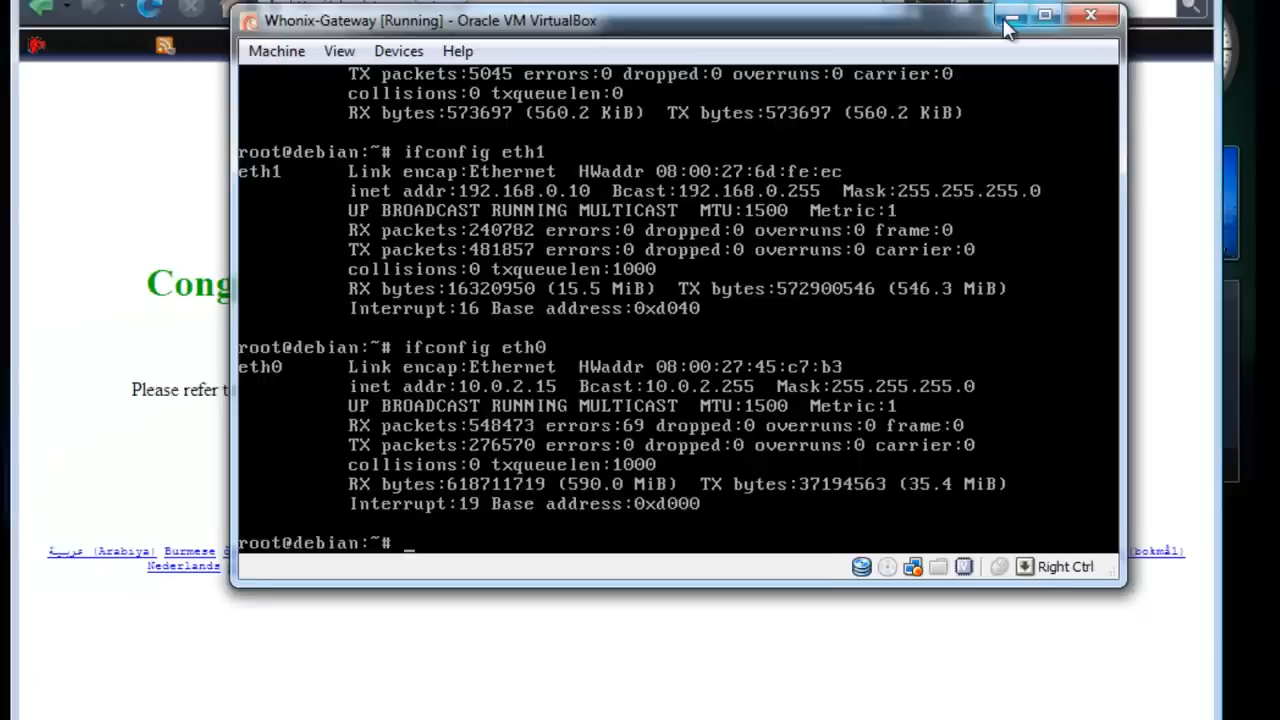 Whonix-Gateway [Running] - Oracle VM VirtualBox
Machine View Devices Help
TX packets:5045 errors:0 dropped:0 overruns:0 carrier:0
collisions:0 txqueuelen:0
RX bytes:573697 (560.2 KiB)  TX bytes:573697 (560.2 KiB)
root@debian:~# ifconfig eth1
eth1 Link encap:Ethernet  HWaddr 08:00:27:6d:fe:ec
inet addr:192.168.0.10  Bcast:192.168.0.255  Mask:255.255.255.0
UP BROADCAST RUNNING MULTICAST  MTU:1500  Metric:1
RX packets:240782 errors:0 dropped:0 overruns:0 frame:0
TX packets:481857 errors:0 dropped:0 overruns:0 carrier:0
collisions:0 txqueuelen:1000
RX bytes:16320950 (15.5 MiB)  TX bytes:572900546 (546.3 MiB)
Interrupt:16 Base address:0xd040
root@debian:~# ifconfig eth0
eth0 Link encap:Ethernet  HWaddr 08:00:27:45:c7:b3
inet addr:10.0.2.15  Bcast:10.0.2.255  Mask:255.255.255.0
UP BROADCAST RUNNING MULTICAST  MTU:1500  Metric:1
RX packets:548473 errors:69 dropped:0 overruns:0 frame:0
TX packets:276570 errors:0 dropped:0 overruns:0 carrier:0
collisions:0 txqueuelen:1000
RX bytes:618711719 (590.0 MiB)  TX bytes:37194563 (35.4 MiB)
Interrupt:19 Base address:0xd000
root@debian:~# _
Right Ctrl
Cong
Please refer t
عربية (Arabiya) Burmese
(bokmål)
Nederlands